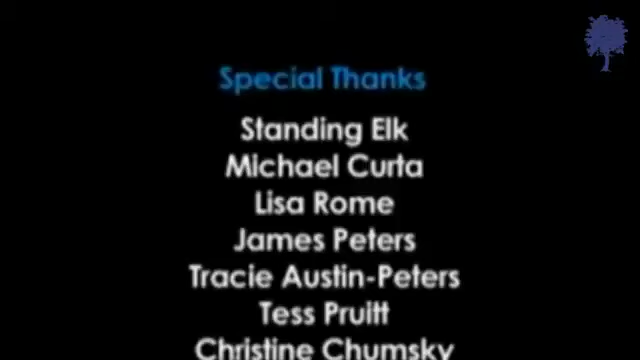 Special Thanks
Standing Elk
Michael Curta
Lisa Rome
James Peters
Tracie Austin-Peters
Tess Pruitt
Christine Chumsky